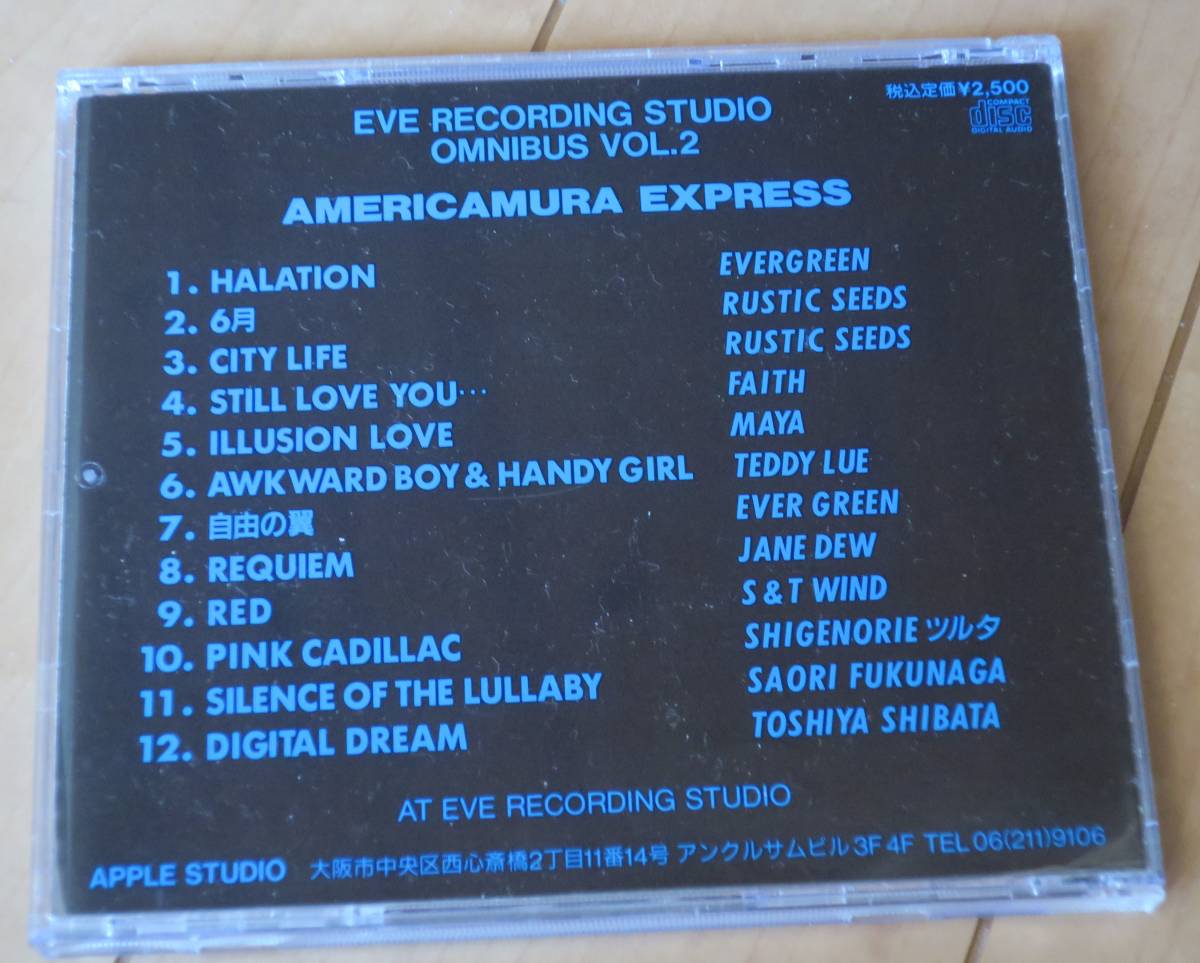 税込定価¥2,500
COMPACT
disc
DIGITAL AUDIO
EVE RECORDING STUDIO
OMNIBUS VOL.2
AMERICAMURA EXPRESS
1. HALATION EVERGREEN
2. 6月 RUSTIC SEEDS
3. CITY LIFE RUSTIC SEEDS
4. STILL LOVE YOU… FAITH
5. ILLUSION LOVE MAYA
6. AWKWARD BOY & HANDY GIRL TEDDY LUE
7. 自由の翼 EVER GREEN
8. REQUIEM JANE DEW
9. RED S & T WIND
10. PINK CADILLAC SHIGENORIE ツルタ
11. SILENCE OF THE LULLABY SAORI FUKUNAGA
12. DIGITAL DREAM TOSHIYA SHIBATA
AT EVE RECORDING STUDIO
APPLE STUDIO 大阪市中央区西心斎橋2丁目11番14号 アンクルサムビル3F 4F TEL 06(211)9106